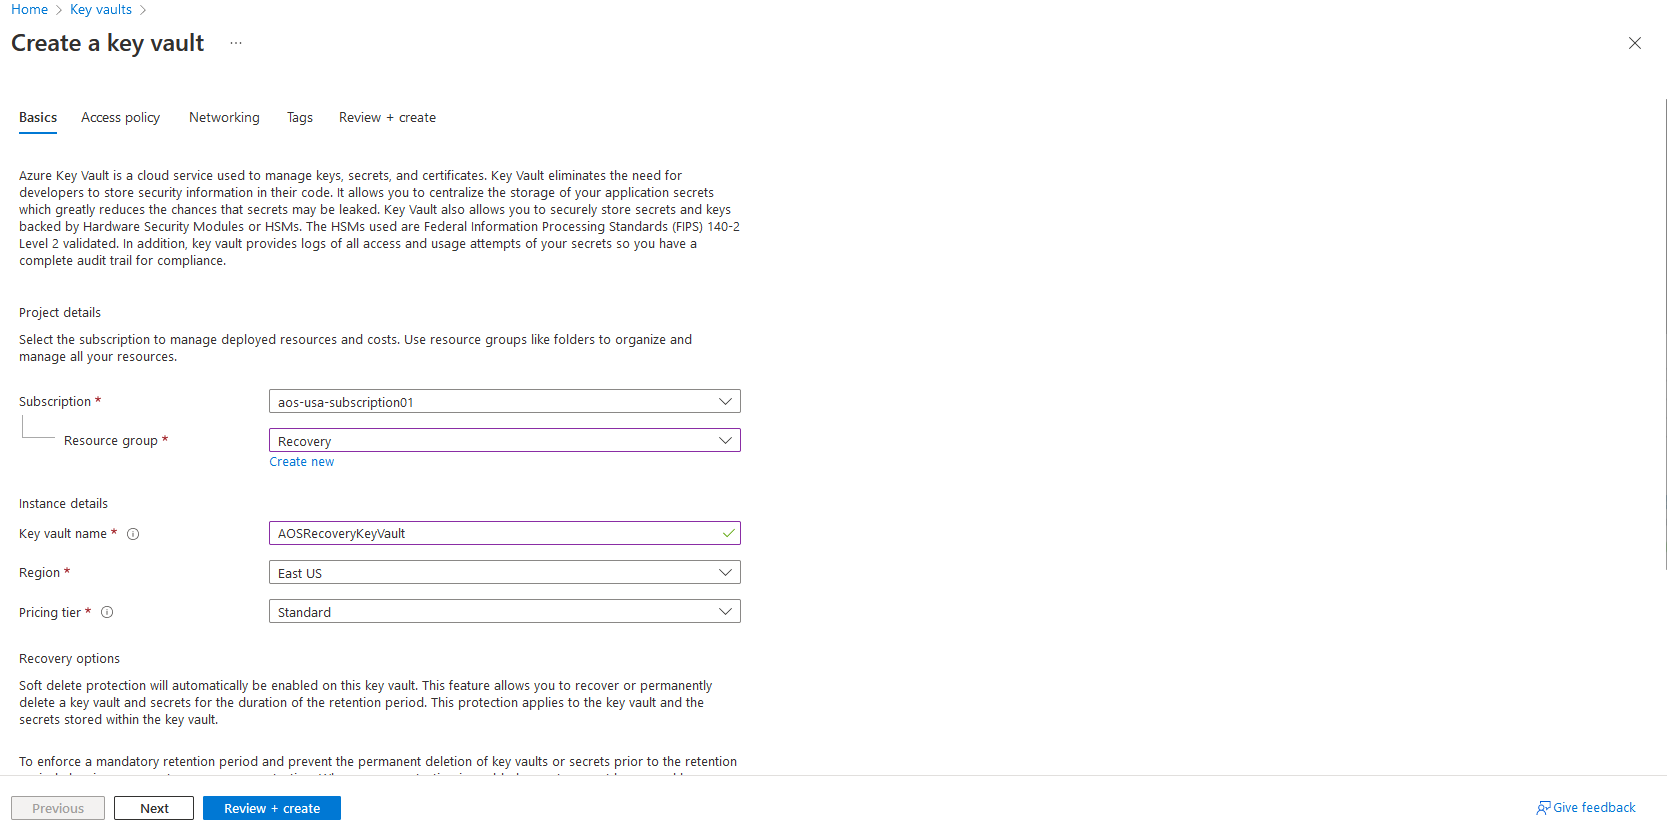 Home > Key vaults >
Create a key vault ...
Basics Access policy Networking Tags Review + create
Azure Key Vault is a cloud service used to manage keys, secrets, and certificates. Key Vault eliminates the need for
developers to store security information in their code. It allows you to centralize the storage of your application secrets
which greatly reduces the chances that secrets may be leaked. Key Vault also allows you to securely store secrets and keys
backed by Hardware Security Modules or HSMs. The HSMs used are Federal Information Processing Standards (FIPS) 140-2
Level 2 validated. In addition, key vault provides logs of all access and usage attempts of your secrets so you have a
complete audit trail for compliance.
Project details
Select the subscription to manage deployed resources and costs. Use resource groups like folders to organize and
manage all your resources.
Subscription * aos-usa-subscription01
Resource group * Recovery
Create new
Instance details
Key vault name * AOSRecoveryKeyVault
Region * East US
Pricing tier * Standard
Recovery options
Soft delete protection will automatically be enabled on this key vault. This feature allows you to recover or permanently
delete a key vault and secrets for the duration of the retention period. This protection applies to the key vault and the
secrets stored within the key vault.
To enforce a mandatory retention period and prevent the permanent deletion of key vaults or secrets prior to the retention
Previous Next Review + create Give feedback